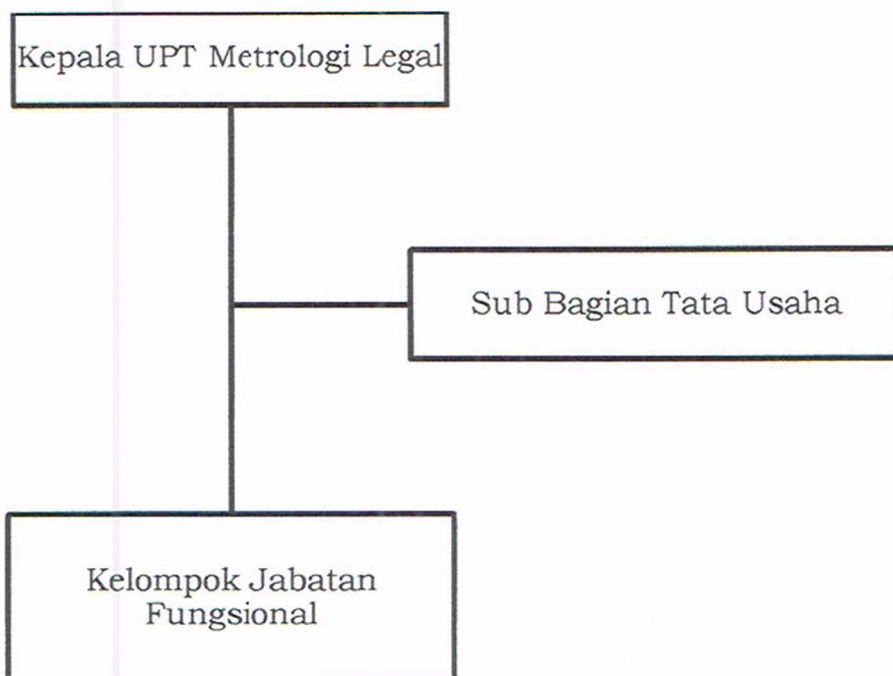 Kepala UPT Metrologi Legal
Sub Bagian Tata Usaha
Kelompok Jabatan
Fungsional